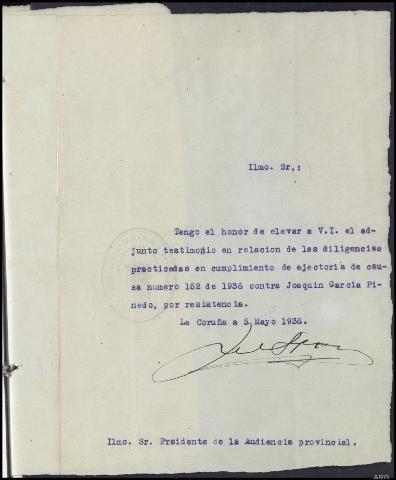 Ilmo. Sr,:
Tengo el honor de elevar a V.I. el ad-
junto testimonio en relacion de las diligencias
practicadas en cumplimiento de ejectoria de cau-
sa numero 152 de 1936 contra Joaquin Garcia Pi-
nedo, por resistencia.
La Coruña a 5 Mayo 1936.
Ilmo. Sr. Prsidente de la Audiencia provincial.
ARG